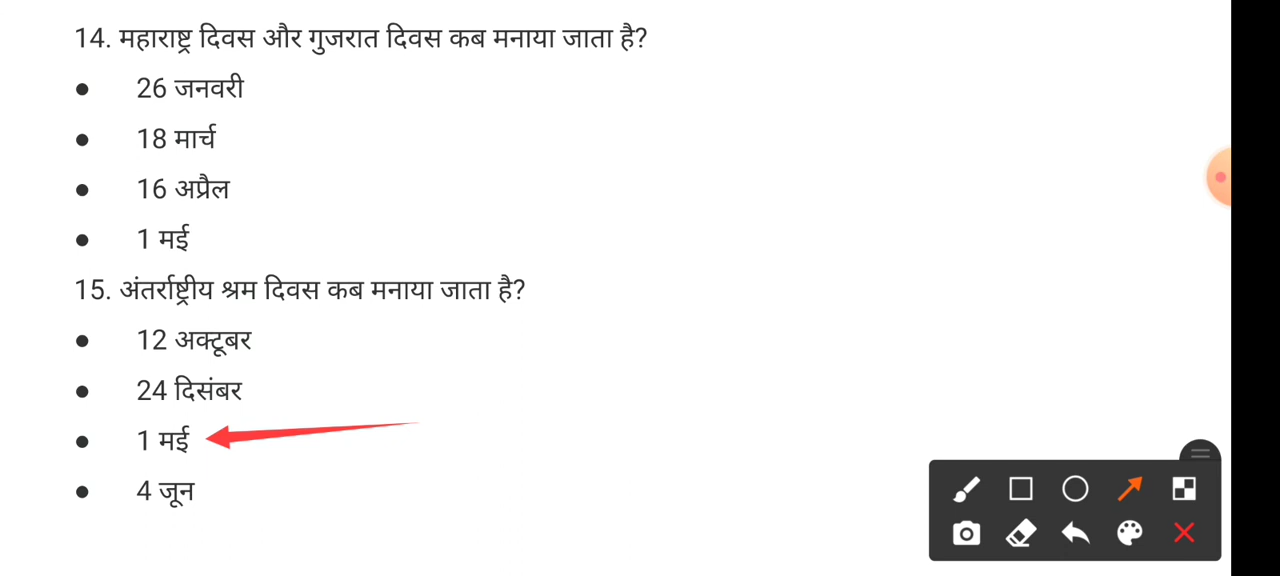 14. महाराष्ट्र दिवस और गुजरात दिवस कब मनाया जाता है?
● 26 जनवरी
● 18 मार्च
● 16 अप्रैल
● 1 मई
15. अंतर्राष्ट्रीय श्रम दिवस कब मनाया जाता है?
● 12 अक्टूबर
● 24 दिसंबर
● 1 मई
● 4 जून